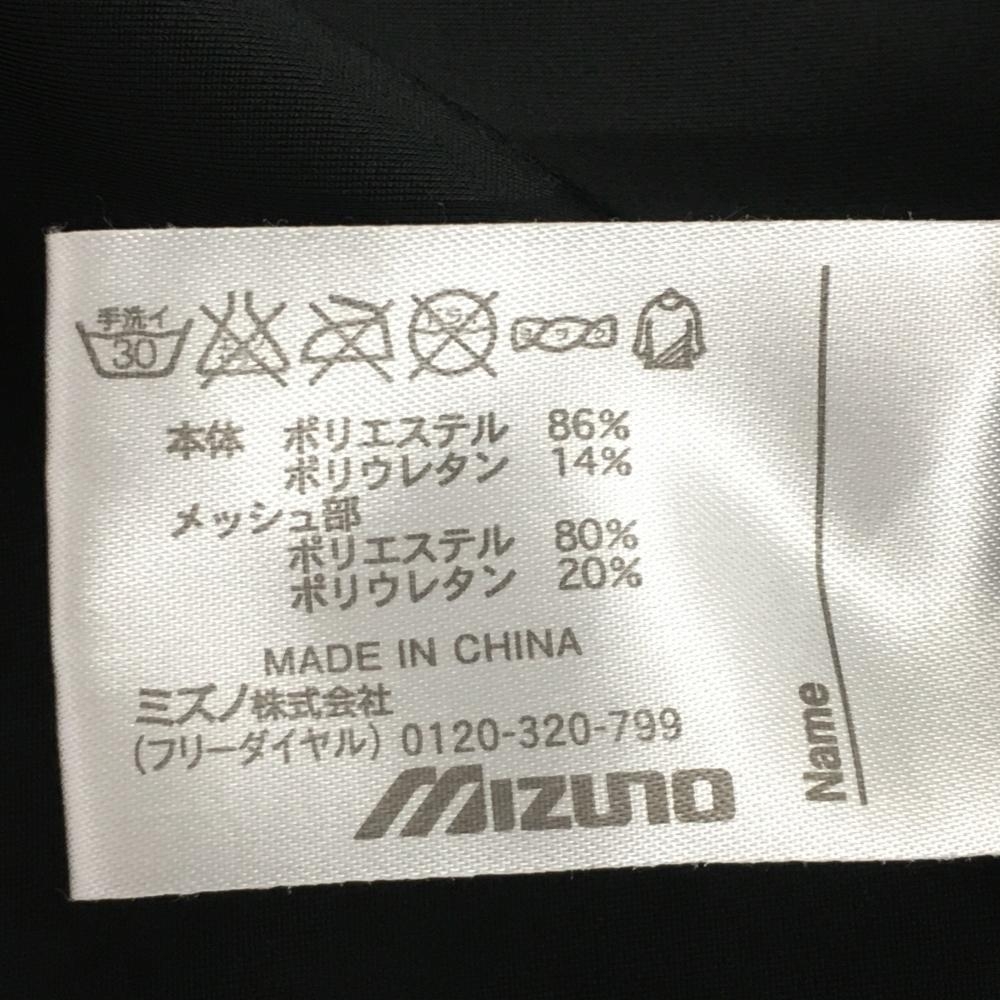 手洗イ
30
本体 ポリエステル 86%
ポリウレタン 14%
メッシュ部
ポリエステル 80%
ポリウレタン 20%
MADE IN CHINA
ミズノ株式会社
(フリーダイヤル) 0120-320-799
MIZUNO
Name